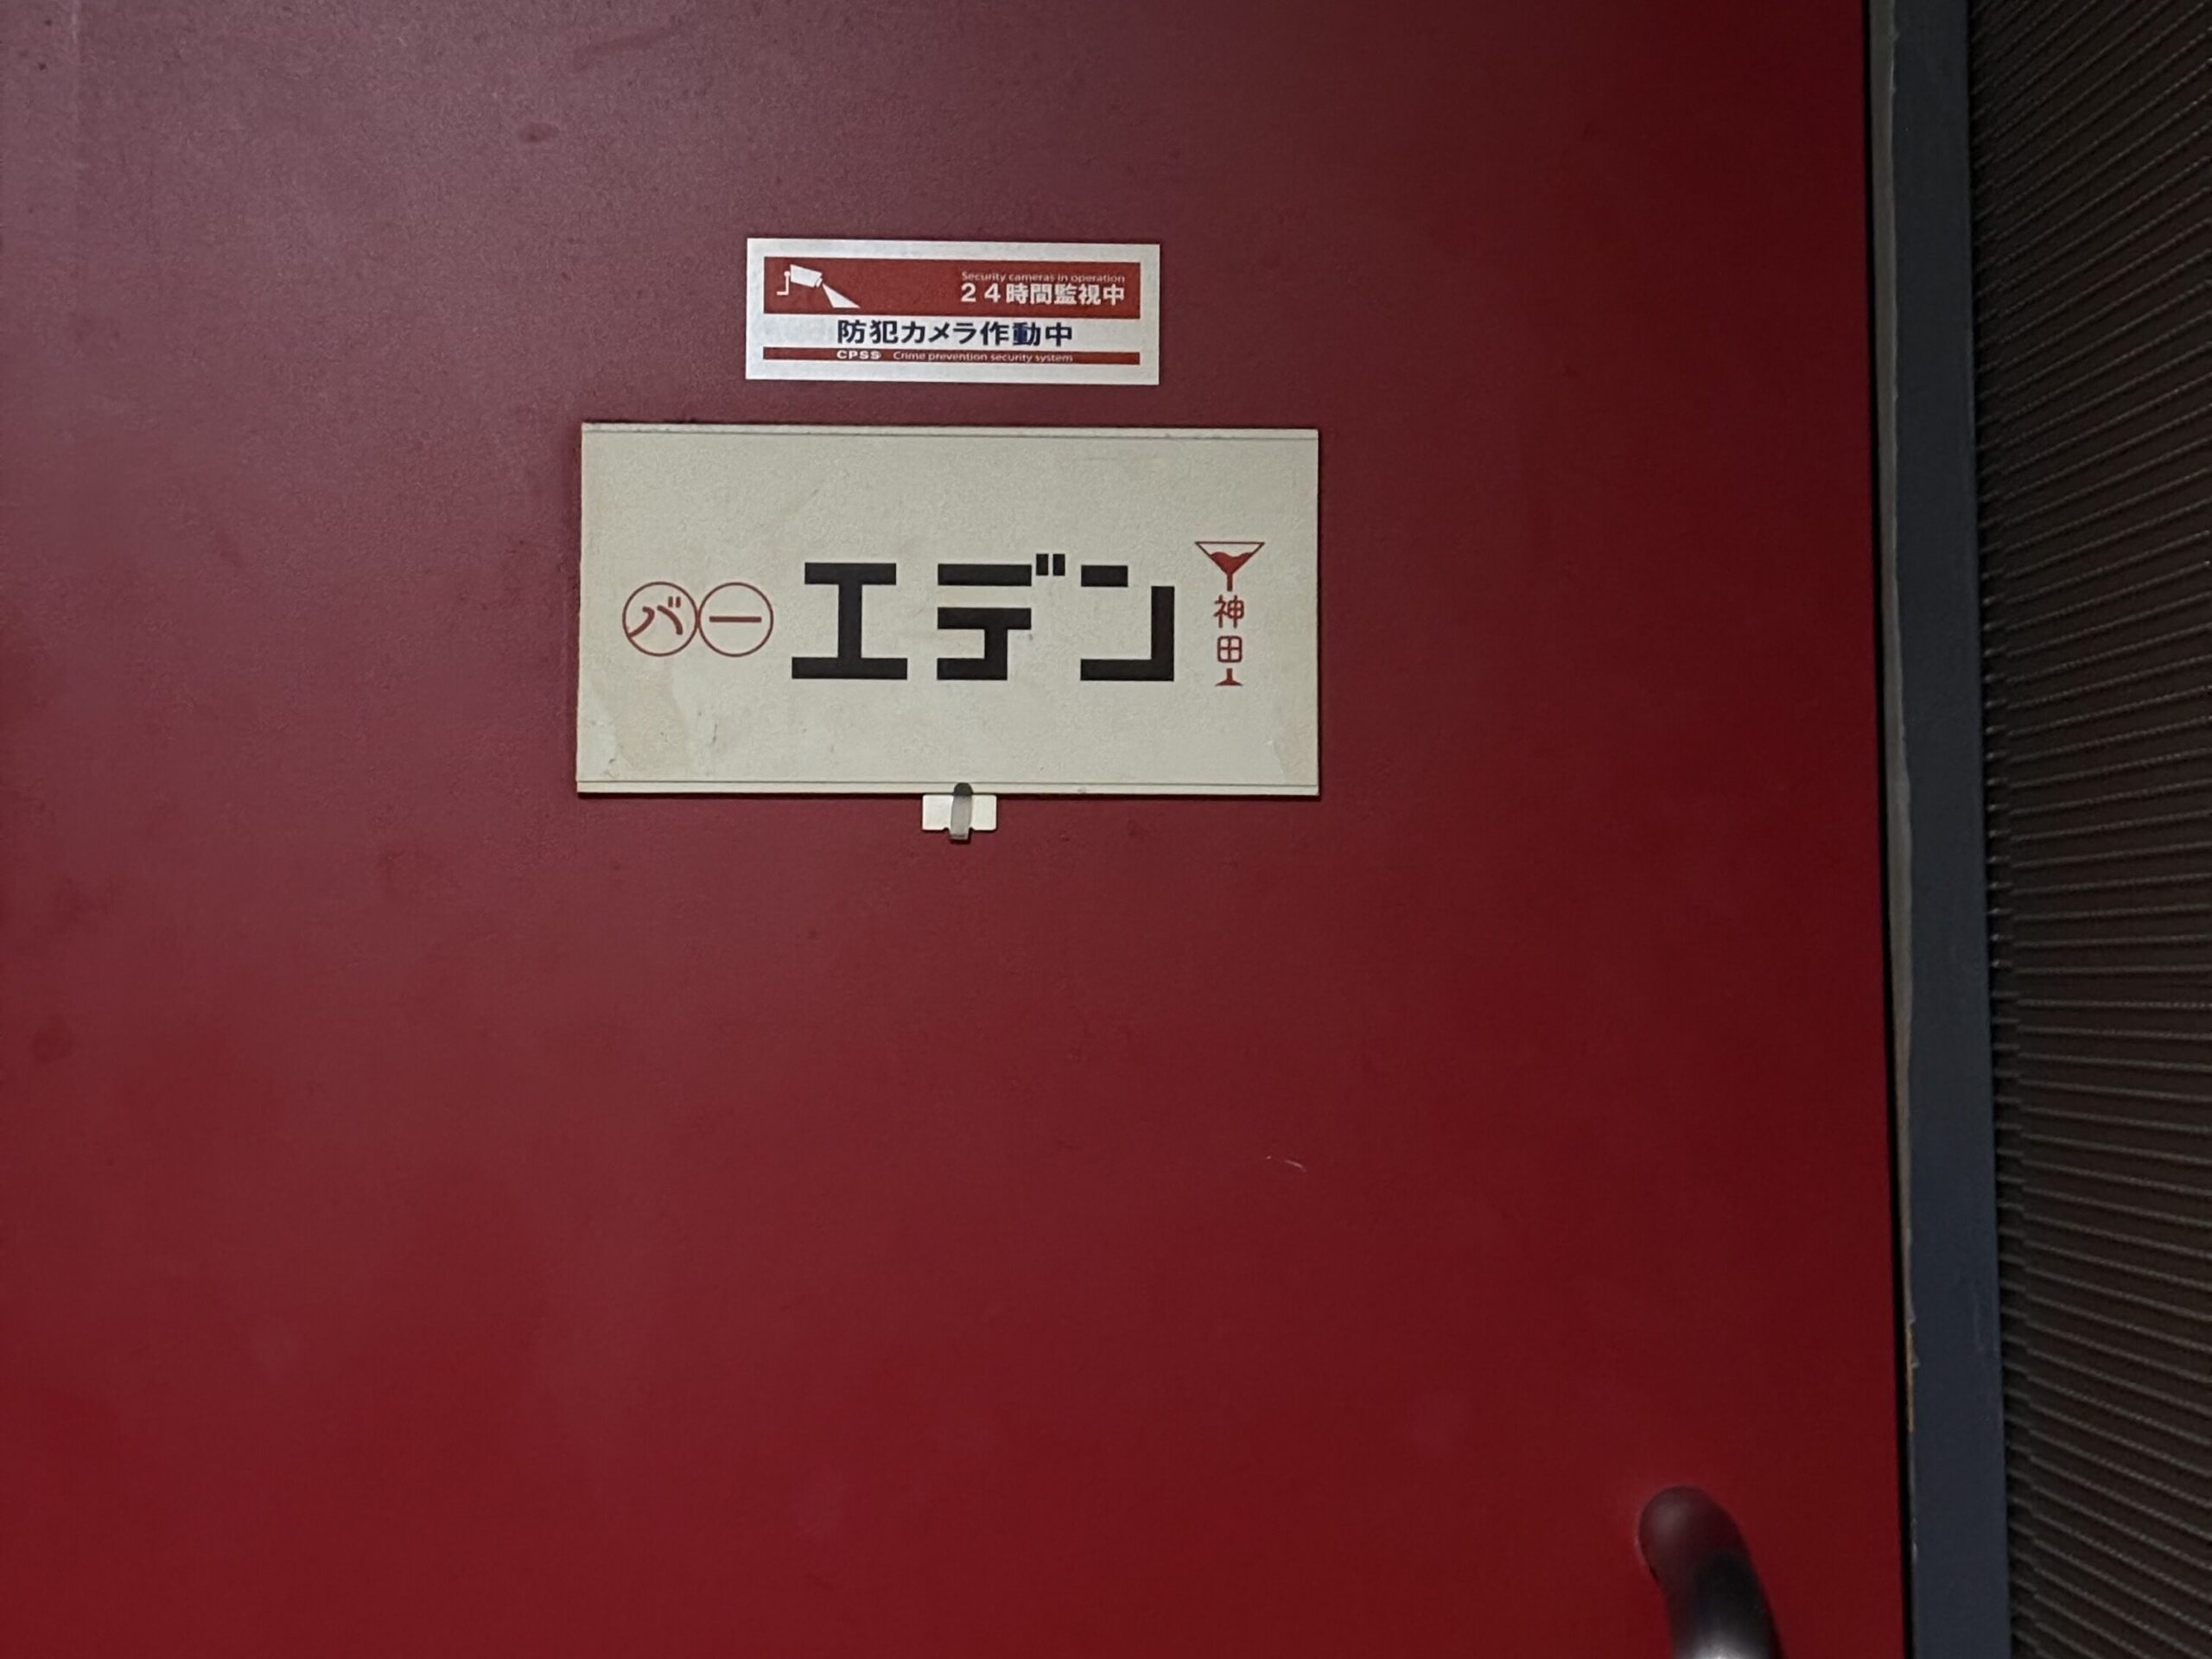 Security cameras in operation
24時間監視中
防犯カメラ作動中
CPSS Crime prevention security system
バー エデン 神田